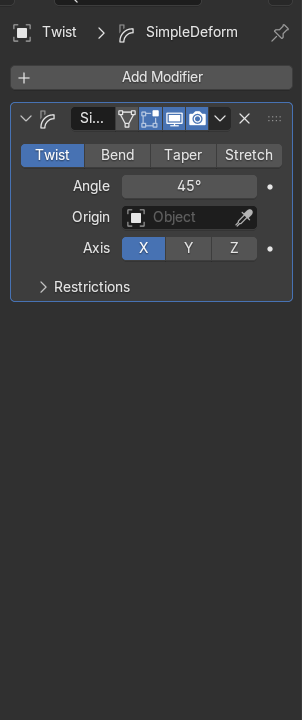 Twist > SimpleDeform
+ Add Modifier
Si...
Twist Bend Taper Stretch
Angle 45°
Origin Object
Axis X Y Z
Restrictions